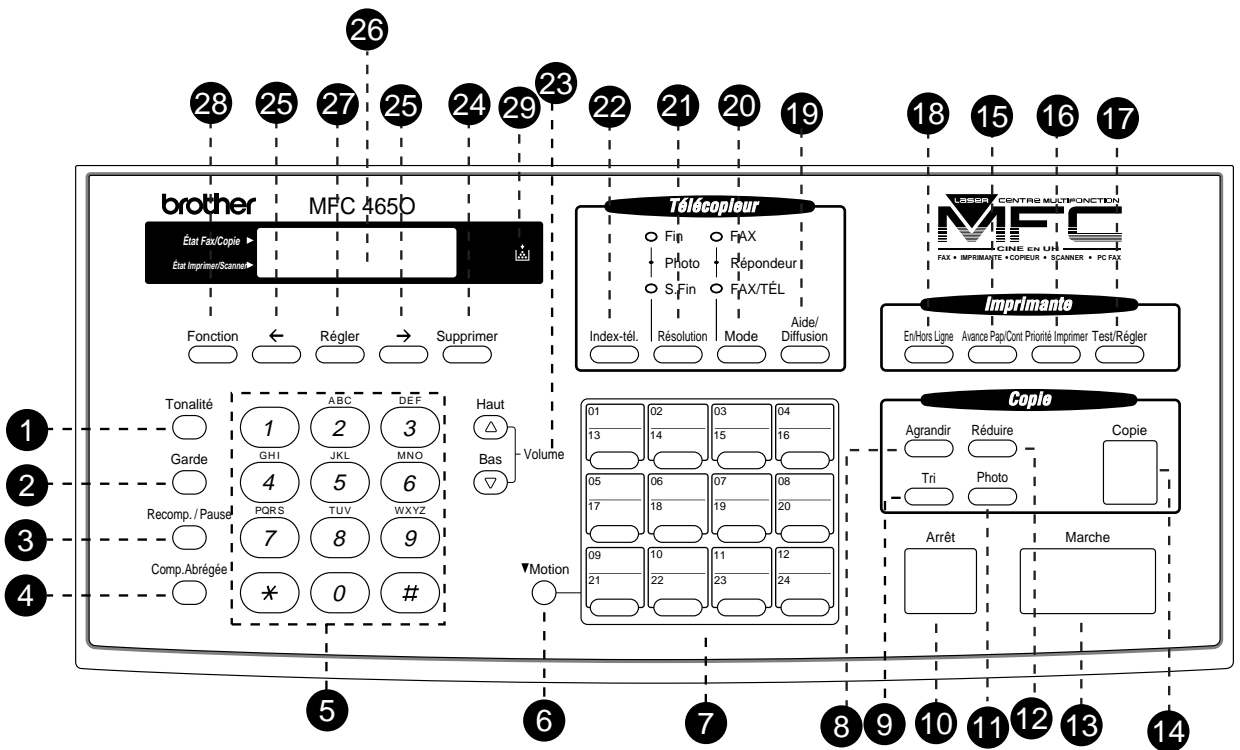 26
28 25 27 25 24 29 23 22 21 20 19 18 15 16 17
brother MFC 4650
État Fax/Copie
État Imprimer/Scanner
Télécopieur
Fin FAX
Photo Répondeur
S.Fin FAX/TÉL
LASER CENTRE MULTIFONCTION
MFC
CINE EN UH
FAX • IMPRIMANTE • COPIEUR • SCANNER • PC FAX
Imprimante
Fonction ← Régler → Supprimer
Index-tél. Résolution Mode Aide/
Diffusion
En/Hors Ligne Avance Pap/Cont Priorité Imprimer Test/Régler
1 Tonalité
2 Garde
3 Recomp. / Pause
4 Comp.Abrégée
ABC DEF
1 2 3
GHI JKL MNO
4 5 6
PQRS TUV WXYZ
7 8 9
* 0 #
Haut
Bas
Volume
▼Motion
01 02 03 04
13 14 15 16
05 06 07 08
17 18 19 20
09 10 11 12
21 22 23 24
Copie
Agrandir Réduire Copie
Tri Photo
Arrêt Marche
5 6 7 8 9 10 11 12 13 14